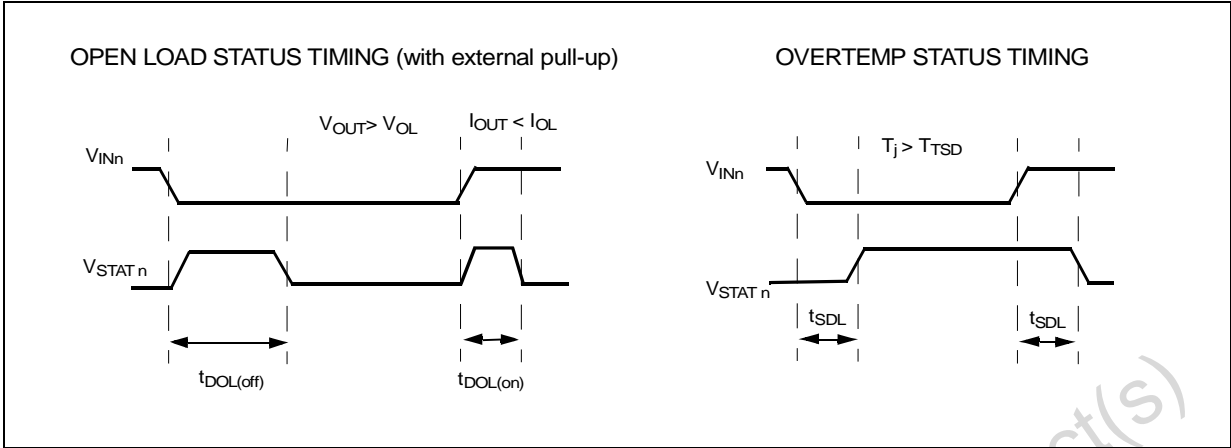 OPEN LOAD STATUS TIMING (with external pull-up)
VOUT> VOL
IOUT < IOL
VINn
VSTAT n
tDOL(off)
tDOL(on)
OVERTEMP STATUS TIMING
Tj > TTSD
VINn
VSTAT n
tSDL
tSDL